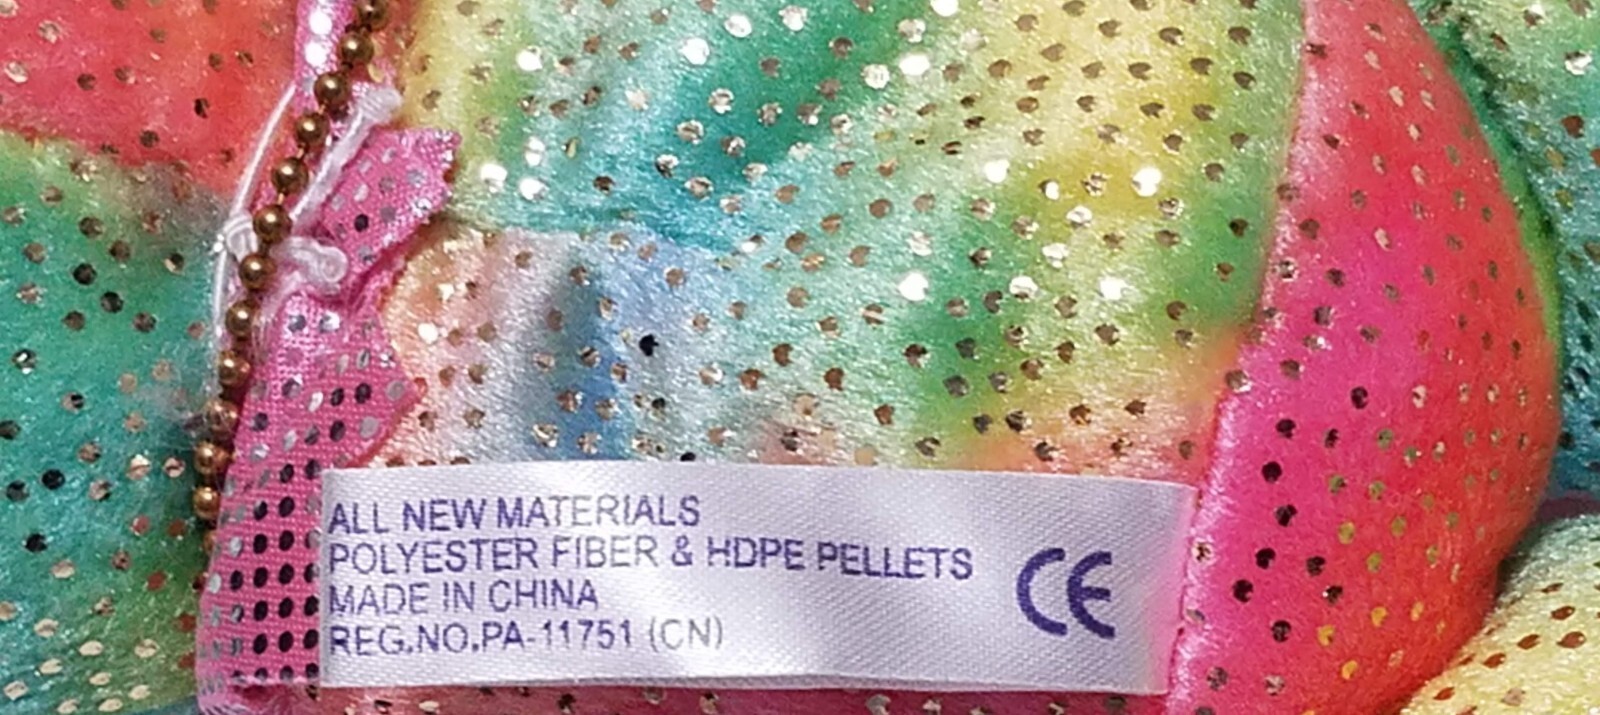 ALL NEW MATERIALS
POLYESTER FIBER & HDPE PELLETS
MADE IN CHINA
REG.NO.PA-11751 (CN)
CE